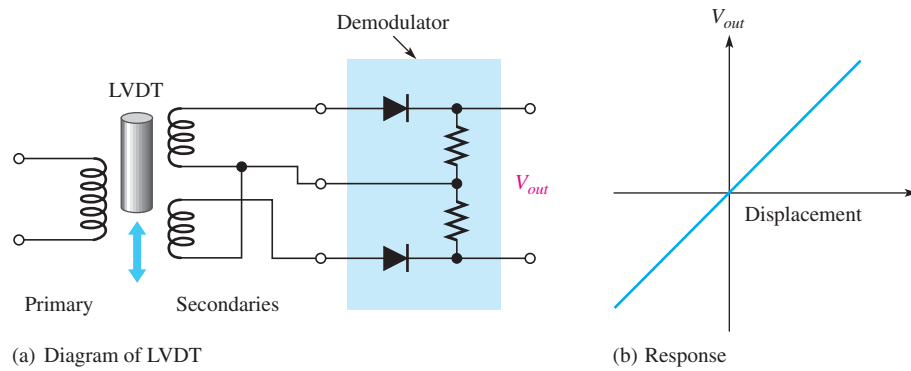 Demodulator
LVDT
V_out
Primary
Secondaries
(a) Diagram of LVDT
V_out
Displacement
(b) Response